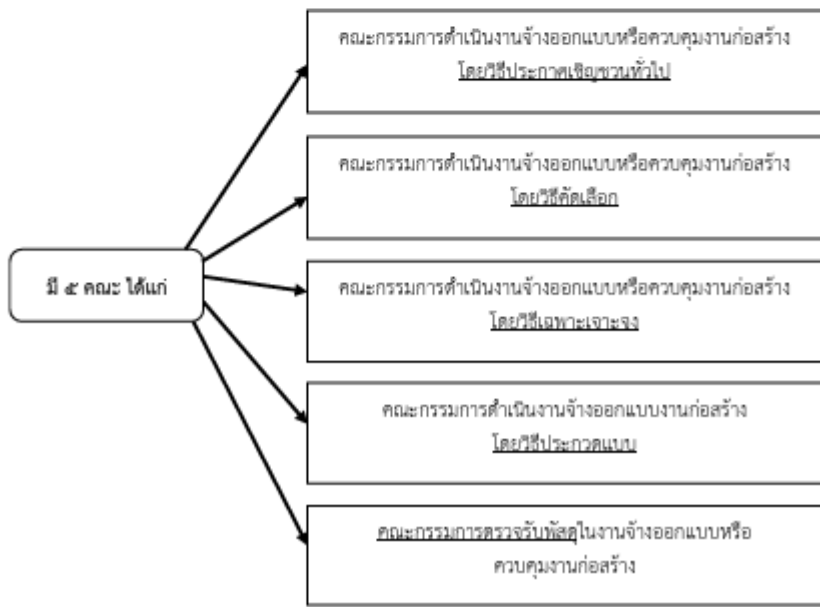 คณะกรรมการดำเนินงานจ้างออกแบบหรือควบคุมงานก่อสร้าง
โดยวิธีประกาศเชิญชวนทั่วไป
คณะกรรมการดำเนินงานจ้างออกแบบหรือควบคุมงานก่อสร้าง
โดยวิธีคัดเลือก
มี ๕ คณะ ได้แก่
คณะกรรมการดำเนินงานจ้างออกแบบหรือควบคุมงานก่อสร้าง
โดยวิธีเฉพาะเจาะจง
คณะกรรมการดำเนินงานจ้างออกแบบงานก่อสร้าง
โดยวิธีประกวดแบบ
คณะกรรมการตรวจรับพัสดุในงานจ้างออกแบบหรือ
ควบคุมงานก่อสร้าง